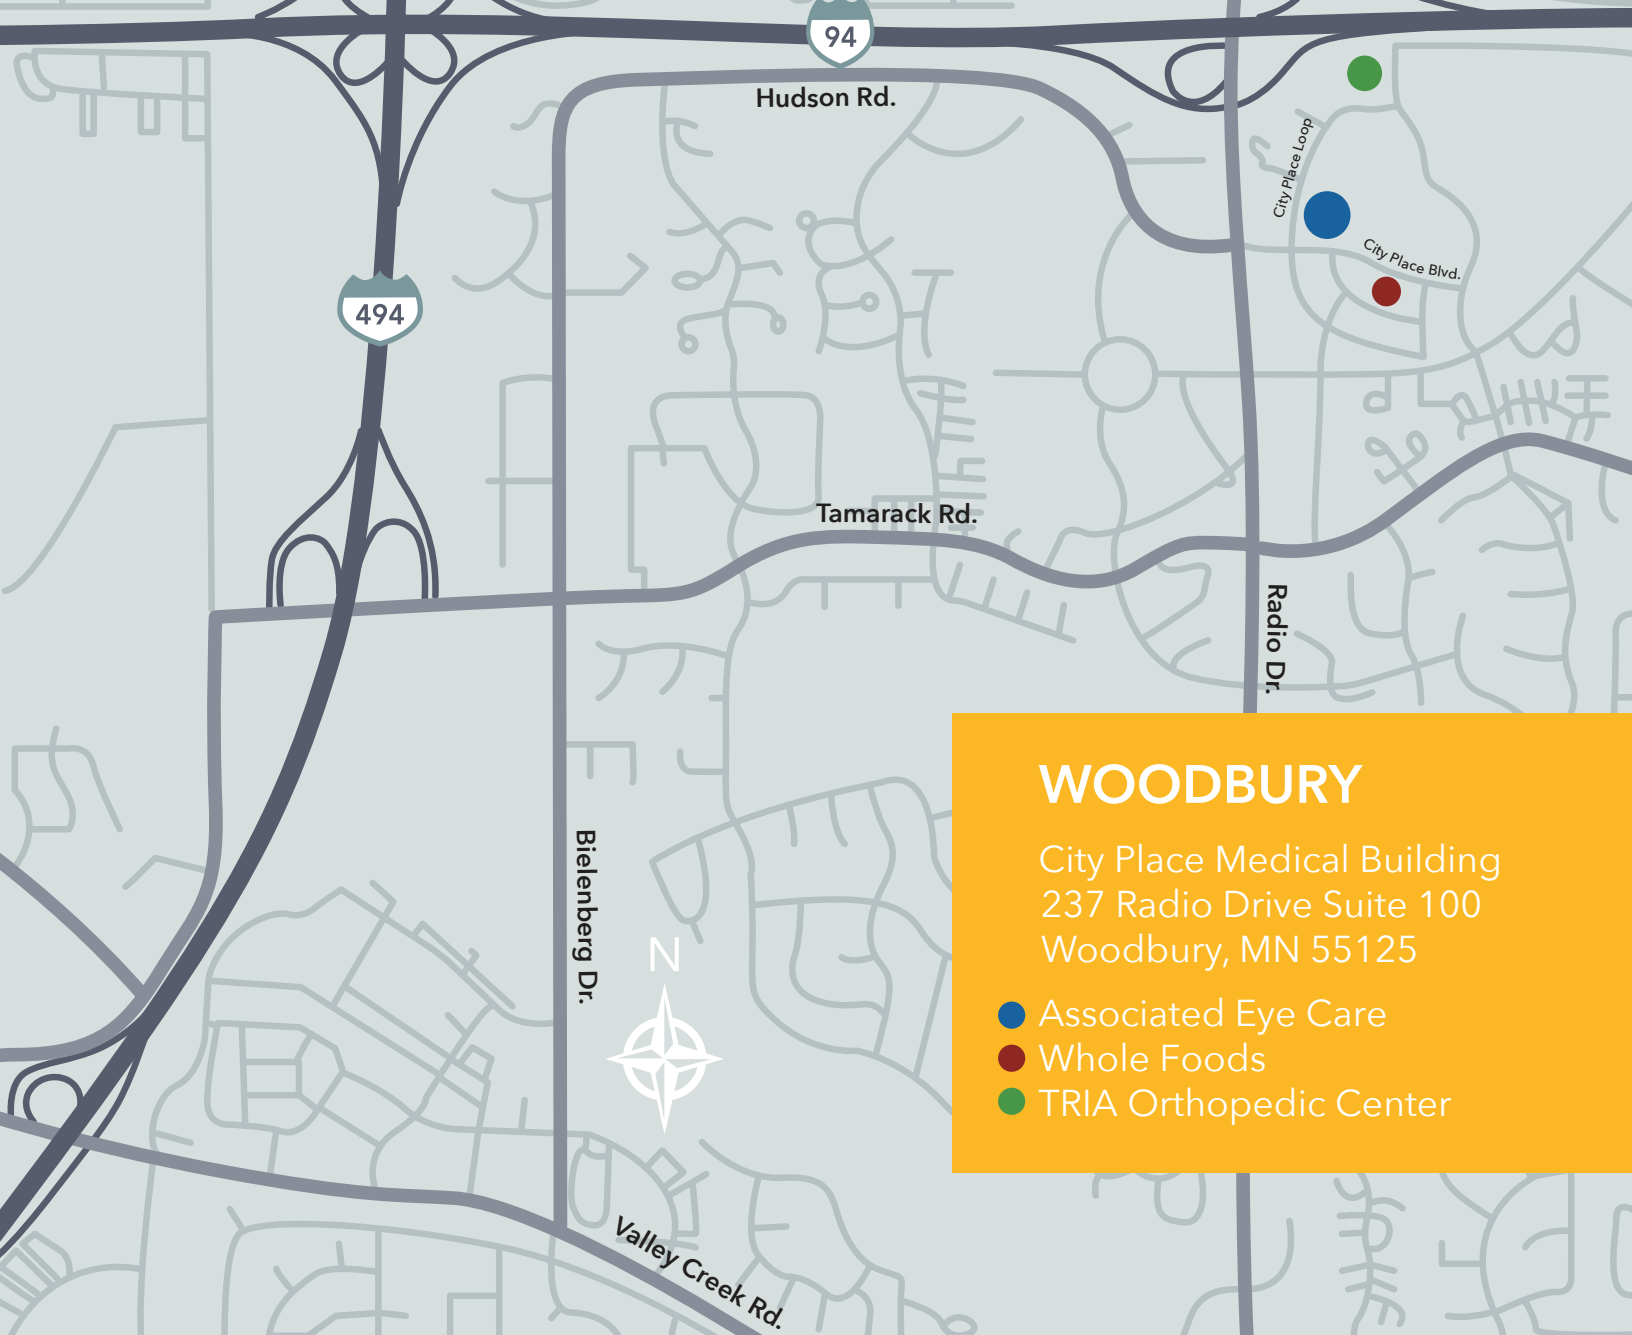 94
Hudson Rd.
City Place Loop
City Place Blvd.
494
Tamarack Rd.
Radio Dr.
Bielenberg Dr.
N
Valley Creek Rd.
WOODBURY
City Place Medical Building
237 Radio Drive Suite 100
Woodbury, MN 55125
Associated Eye Care
Whole Foods
TRIA Orthopedic Center